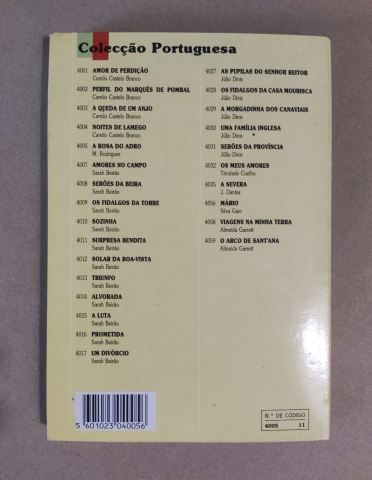 Colecção Portuguesa
4001 AMOR DE PERDIÇÃO
Camilo Castelo Branco
4002 PERFIL DO MARQUÊS DE POMBAL
Camilo Castelo Branco
4003 A QUEDA DE UM ANJO
Camilo Castelo Branco
4004 NOITES DE LAMEGO
Camilo Castelo Branco
4005 A ROSA DO ADRO
M. Rodrigues
4007 AMORES NO CAMPO
Sarah Beirão
4008 SERÕES DA BEIRA
Sarah Beirão
4009 OS FIDALGOS DA TORRE
Sarah Beirão
4010 SOZINHA
Sarah Beirão
4011 SURPRESA BENDITA
Sarah Beirão
4012 SOLAR DA BOA-VISTA
Sarah Beirão
4013 TRIUNFO
Sarah Beirão
4014 ALVORADA
Sarah Beirão
4015 A LUTA
Sarah Beirão
4016 PROMETIDA
Sarah Beirão
4017 UM DIVÓRCIO
Sarah Beirão
4027 AS PUPILAS DO SENHOR REITOR
Júlio Dinis
4028 OS FIDALGOS DA CASA MOURISCA
Júlio Dinis
4029 A MORGADINHA DOS CANAVIAIS
Júlio Dinis
4030 UMA FAMÍLIA INGLESA
Júlio Dinis
4031 SERÕES DA PROVÍNCIA
Júlio Dinis
4032 OS MEUS AMORES
Trindade Coelho
4035 A SEVERA
J. Dantas
4056 MÁRIO
Silva Gaio
4058 VIAGENS NA MINHA TERRA
Almeida Garrett
4059 O ARCO DE SANT'ANA
Almeida Garrett
5 601023 040056
N.º DE CÓDIGO
4005 11